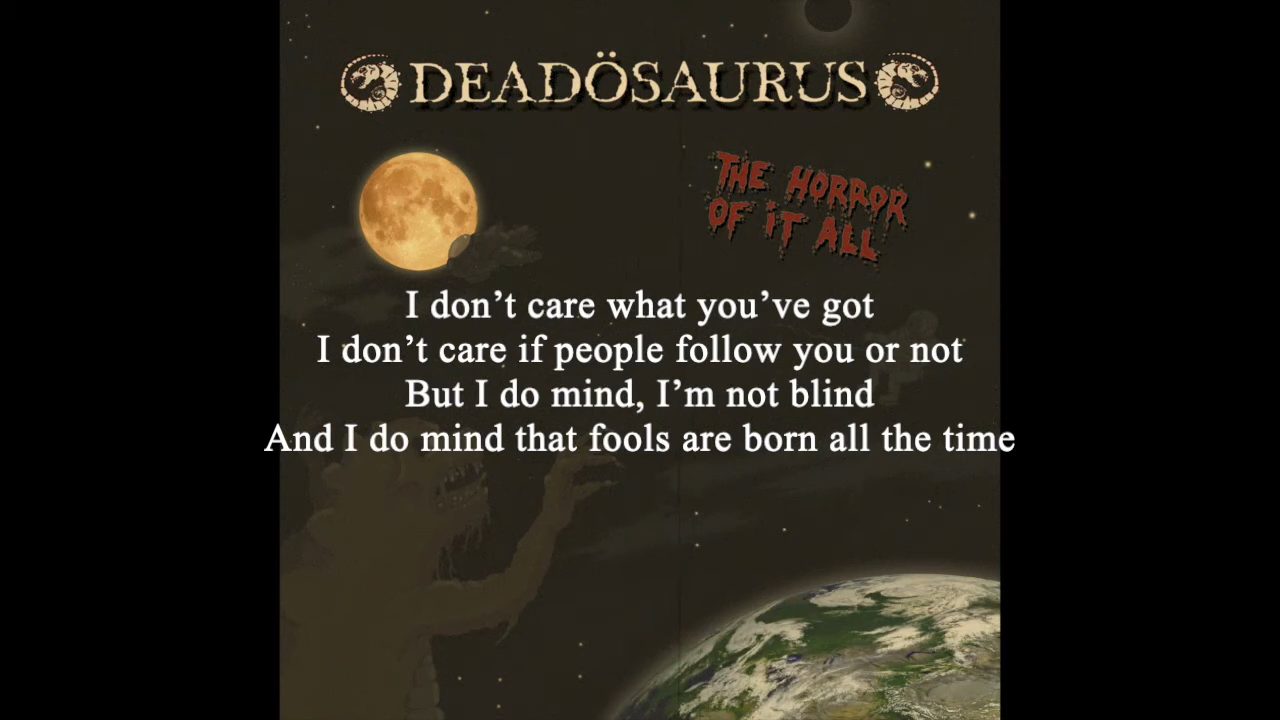 DEADÖSAURUS
THE HORROR
OF iT ALL
I don’t care what you’ve got
I don’t care if people follow you or not
But I do mind, I’m not blind
And I do mind that fools are born all the time